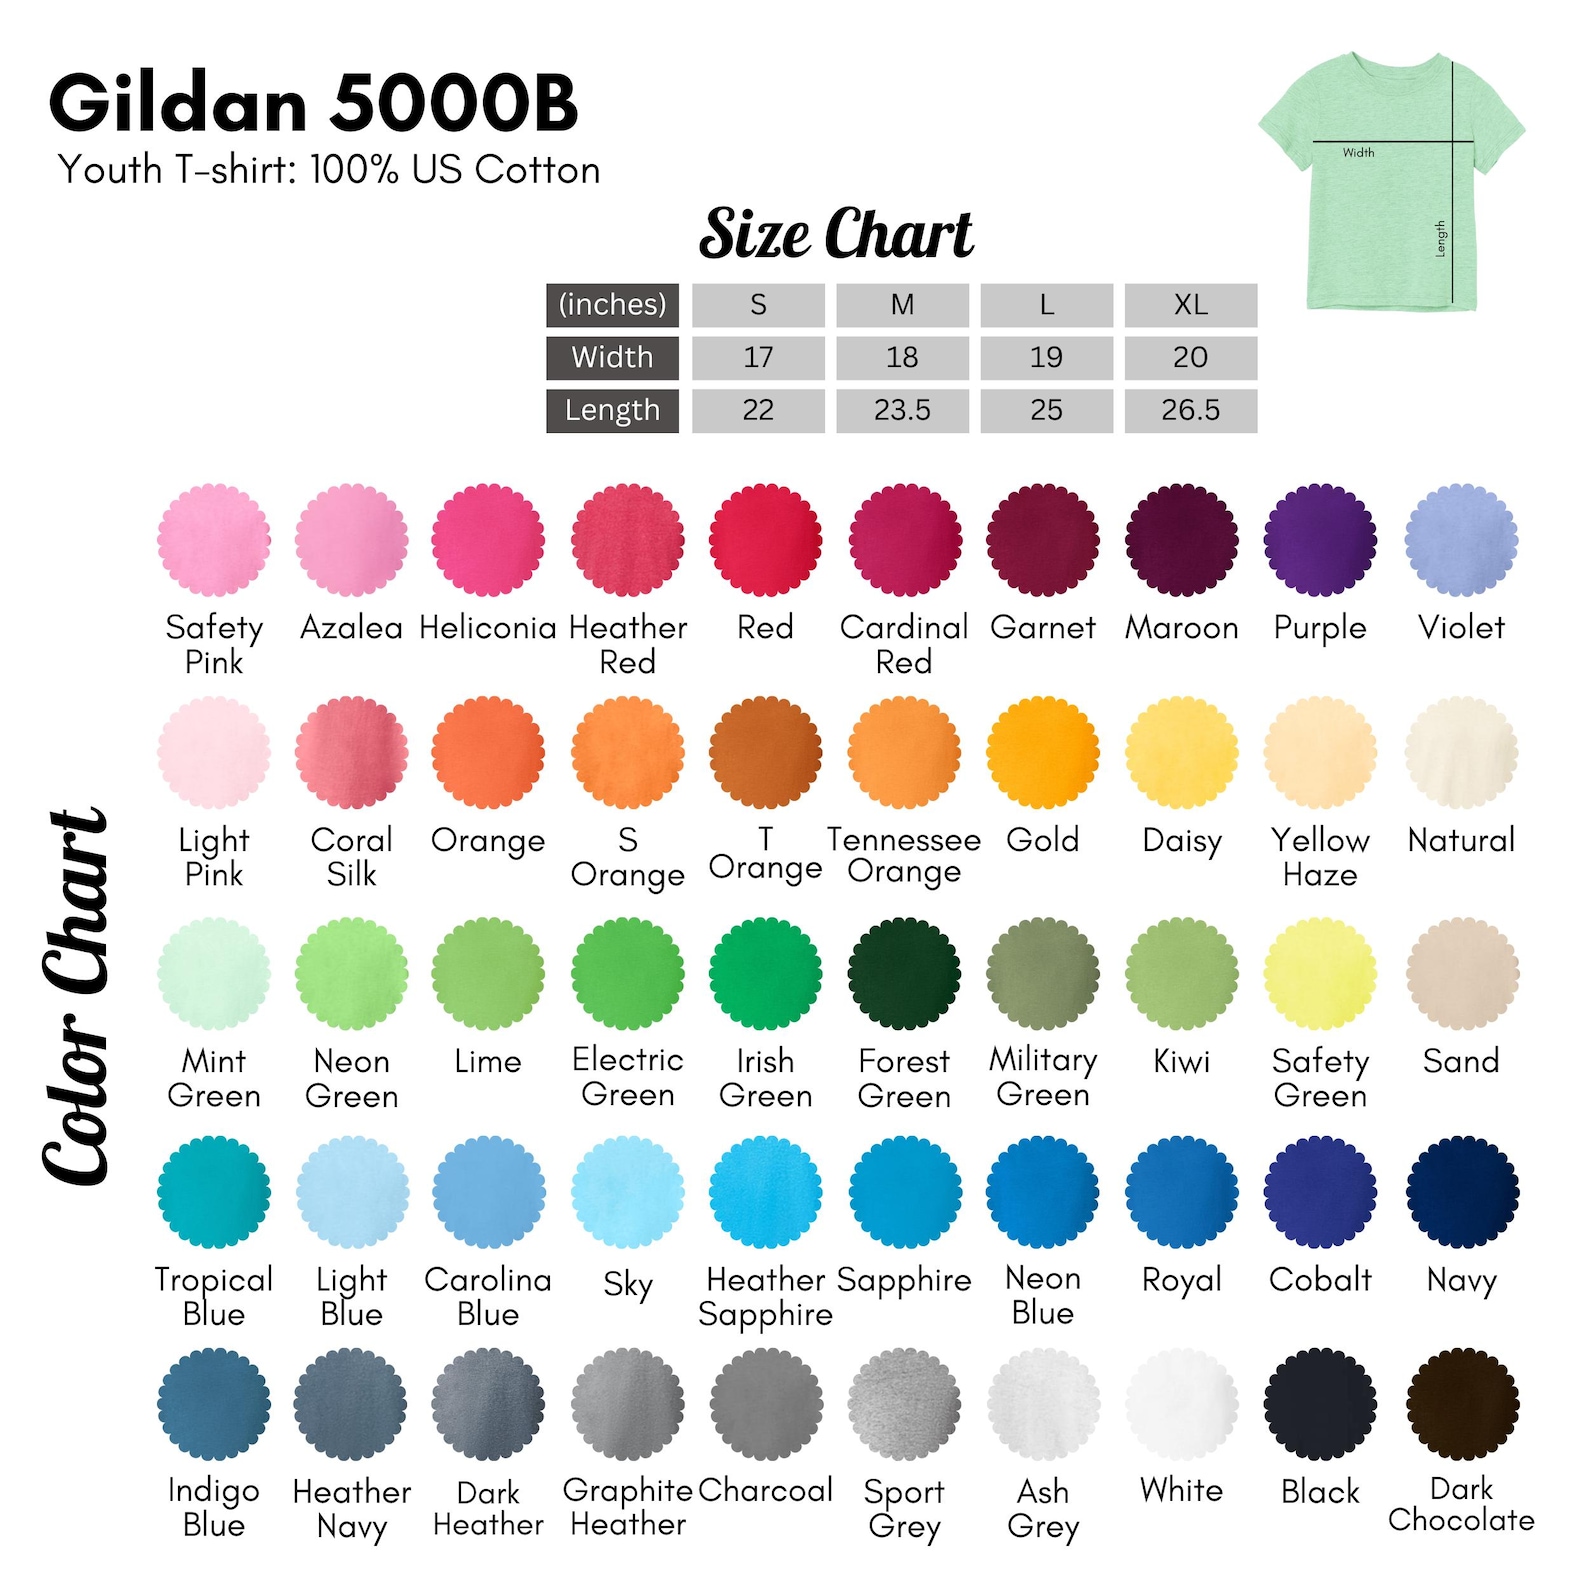 Gildan 5000B
Youth T-shirt: 100% US Cotton
Width
Length
Size Chart
(inches) S M L XL
Width 17 18 19 20
Length 22 23.5 25 26.5
Color Chart
Safety Pink
Azalea
Heliconia
Heather Red
Red
Cardinal Red
Garnet
Maroon
Purple
Violet
Light Pink
Coral Silk
Orange
S Orange
T Orange
Tennessee Orange
Gold
Daisy
Yellow Haze
Natural
Mint Green
Neon Green
Lime
Electric Green
Irish Green
Forest Green
Military Green
Kiwi
Safety Green
Sand
Tropical Blue
Light Blue
Carolina Blue
Sky
Heather Sapphire
Sapphire
Neon Blue
Royal
Cobalt
Navy
Indigo Blue
Heather Navy
Dark Heather
Graphite Heather
Charcoal
Sport Grey
Ash Grey
White
Black
Dark Chocolate